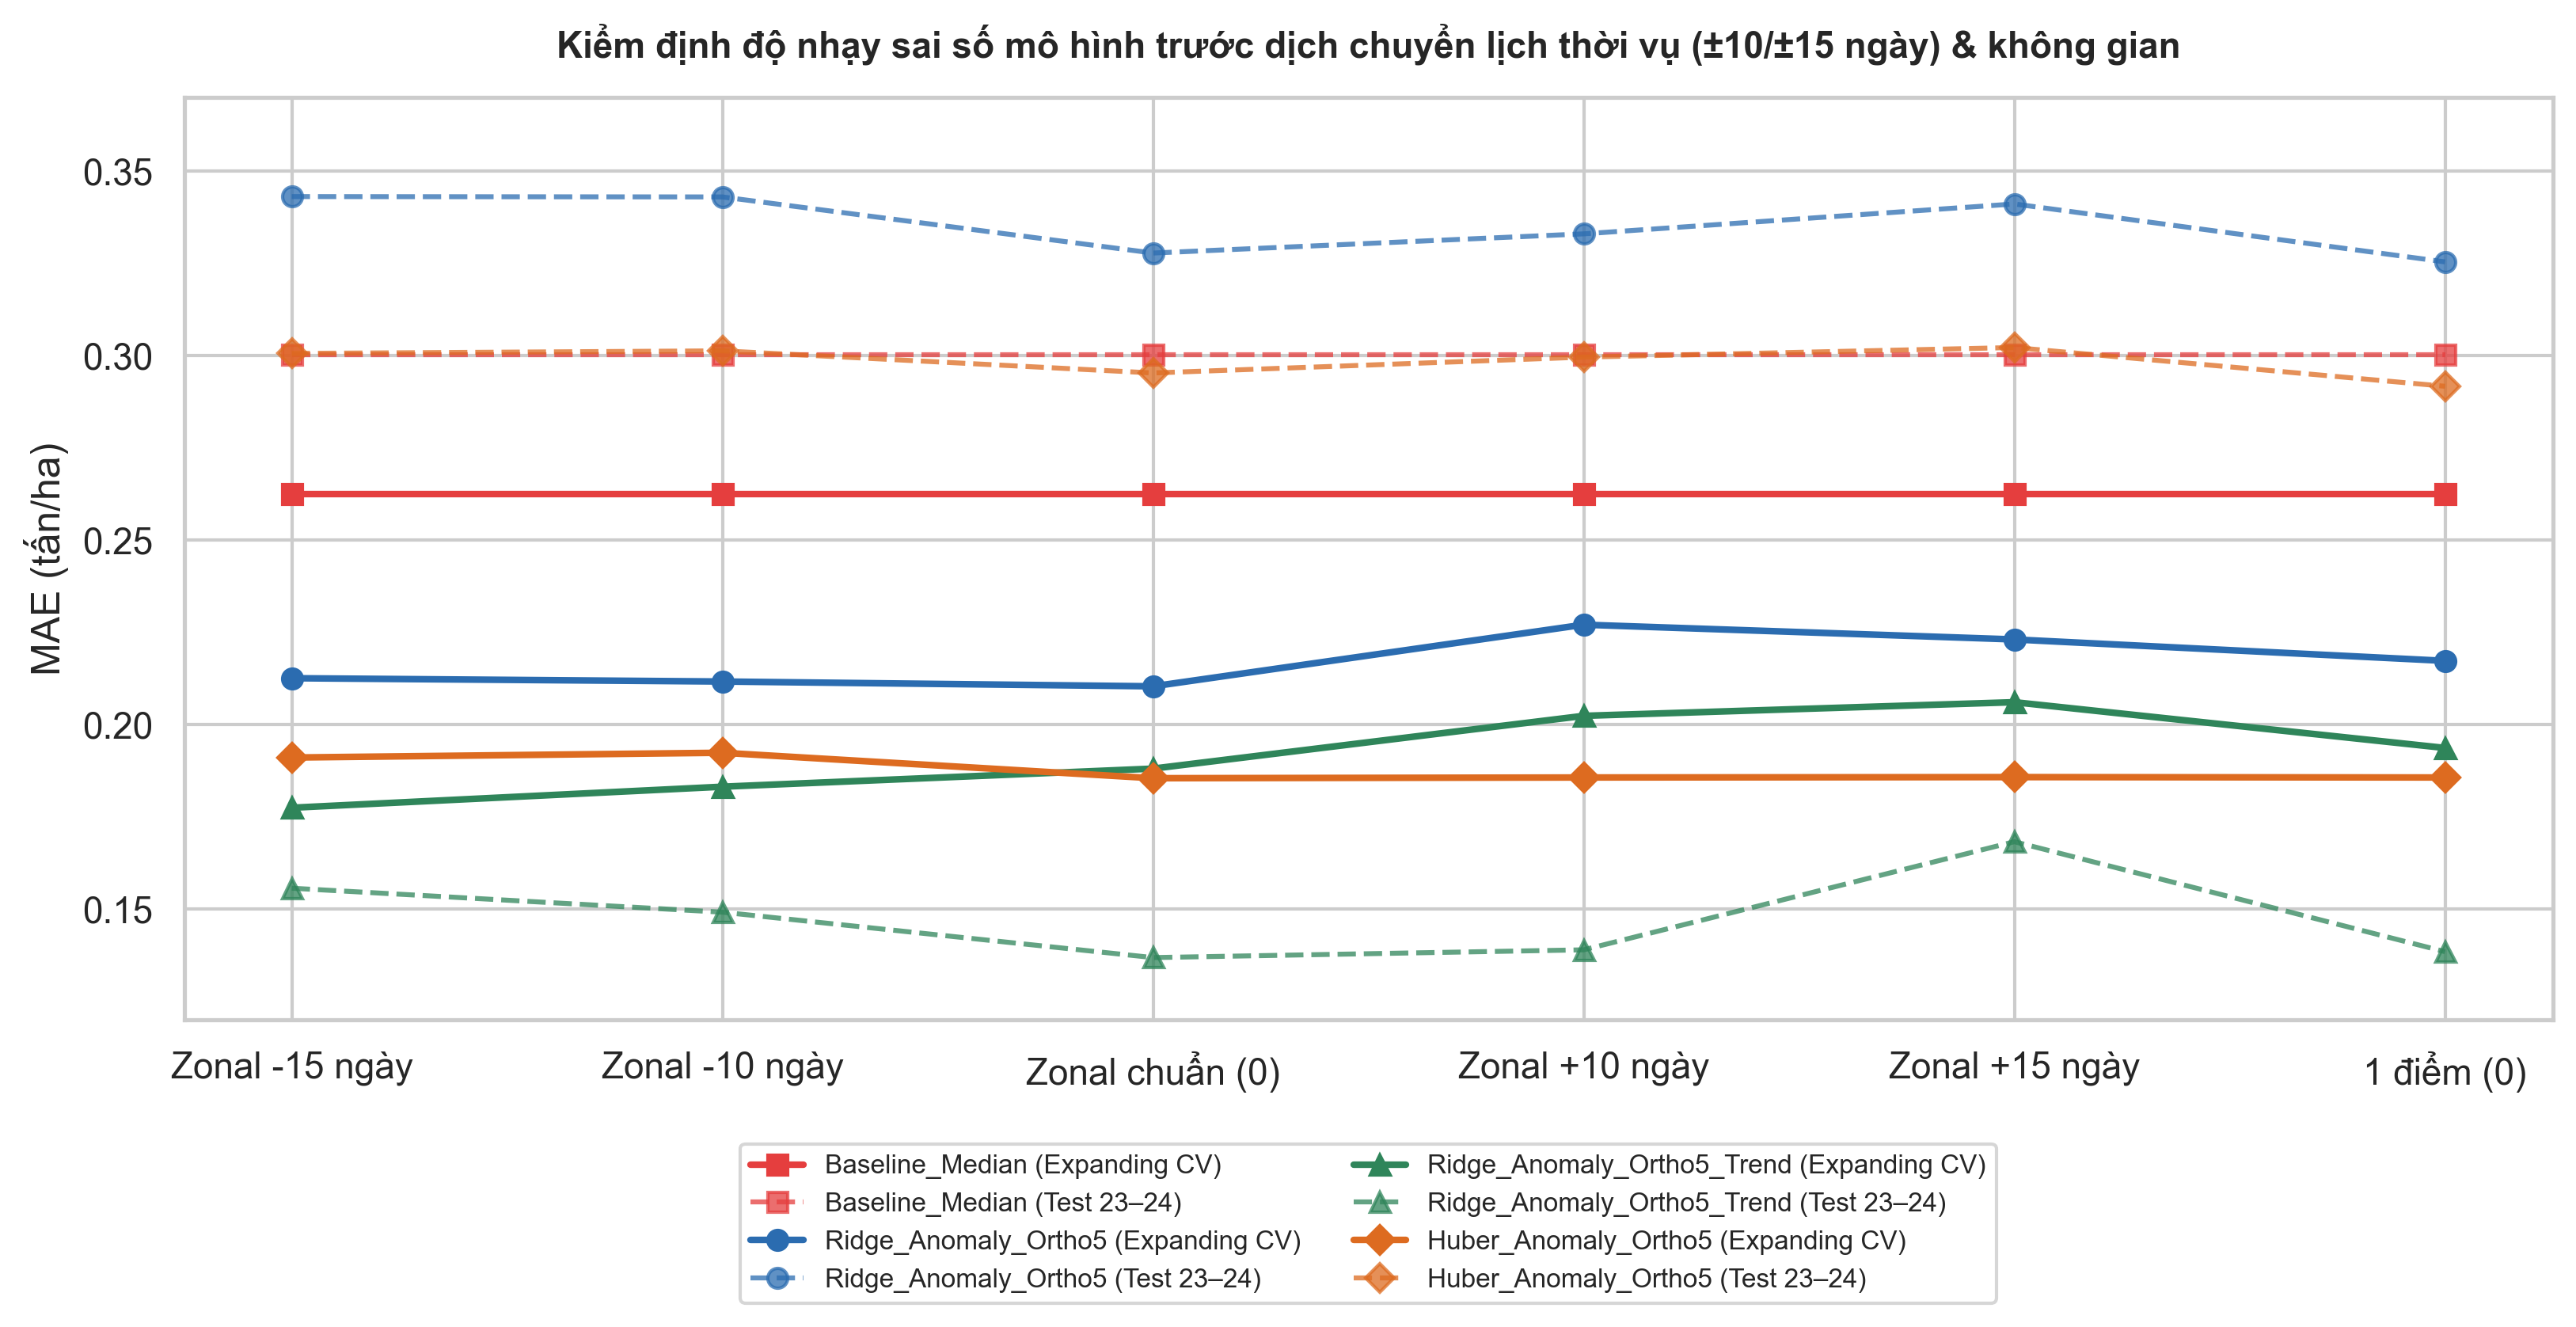 Kiểm định độ nhạy sai số mô hình trước dịch chuyển lịch thời vụ (±10/±15 ngày) & không gian
MAE (tấn/ha)
0.35
0.30
0.25
0.20
0.15
Zonal -15 ngày
Zonal -10 ngày
Zonal chuẩn (0)
Zonal +10 ngày
Zonal +15 ngày
1 điểm (0)
Baseline_Median (Expanding CV)
Baseline_Median (Test 23–24)
Ridge_Anomaly_Ortho5 (Expanding CV)
Ridge_Anomaly_Ortho5 (Test 23–24)
Ridge_Anomaly_Ortho5_Trend (Expanding CV)
Ridge_Anomaly_Ortho5_Trend (Test 23–24)
Huber_Anomaly_Ortho5 (Expanding CV)
Huber_Anomaly_Ortho5 (Test 23–24)